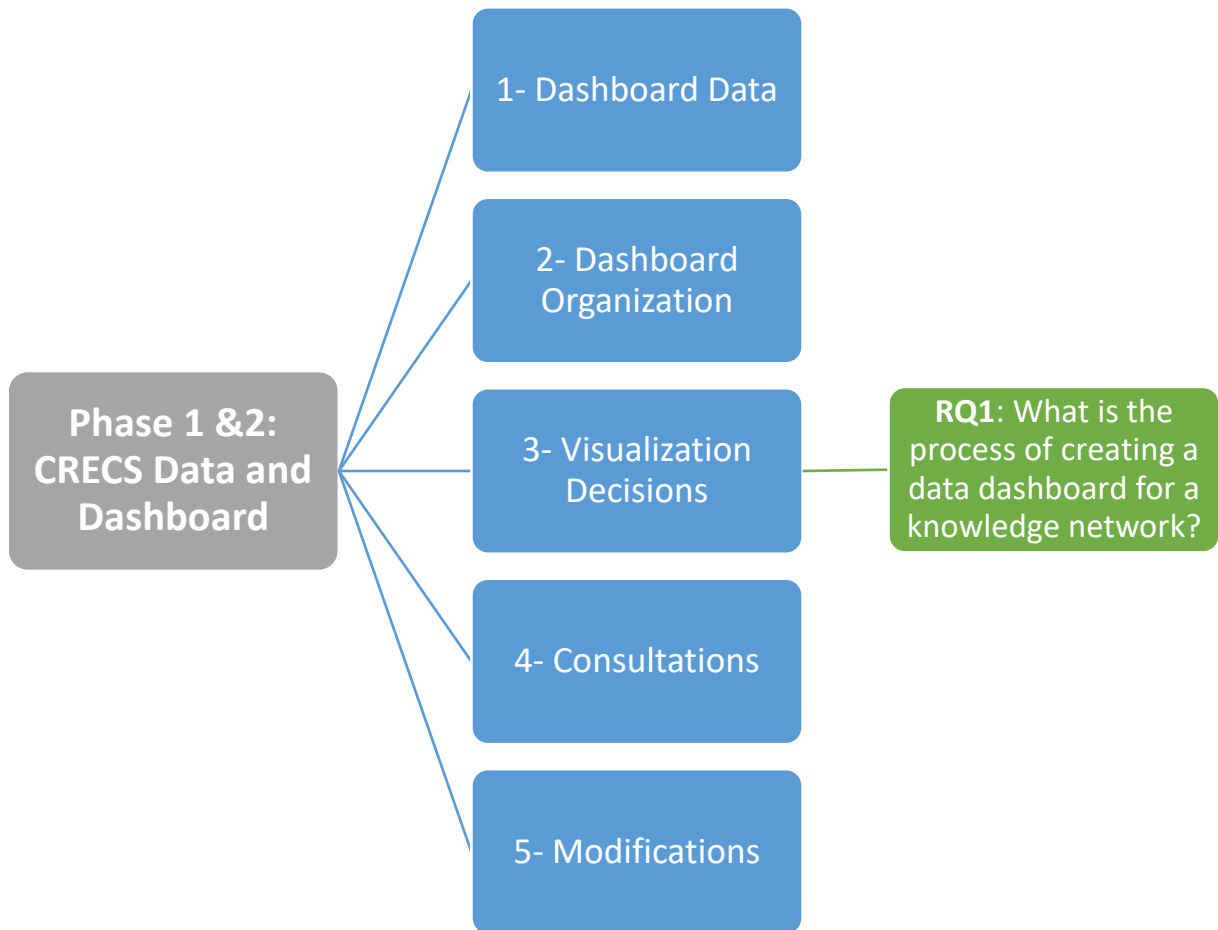 1- Dashboard Data
2- Dashboard
Organization
Phase 1 &2:
CRECS Data and
Dashboard
3- Visualization
Decisions
RQ1: What is the
process of creating a
data dashboard for a
knowledge network?
4- Consultations
5- Modifications